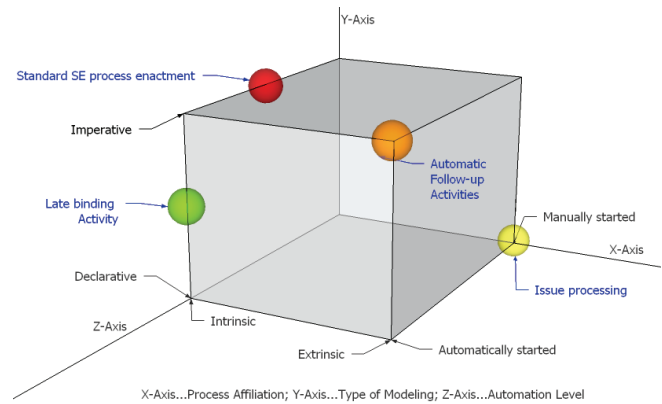 Y-Axis
Standard SE process enactment
Imperative
Automatic
Follow-up
Activities
Late binding
Activity
Manually started
X-Axis
Declarative
Issue processing
Z-Axis
Intrinsic
Extrinsic
Automatically started
X-Axis...Process Affiliation; Y-Axis...Type of Modeling; Z-Axis...Automation Level